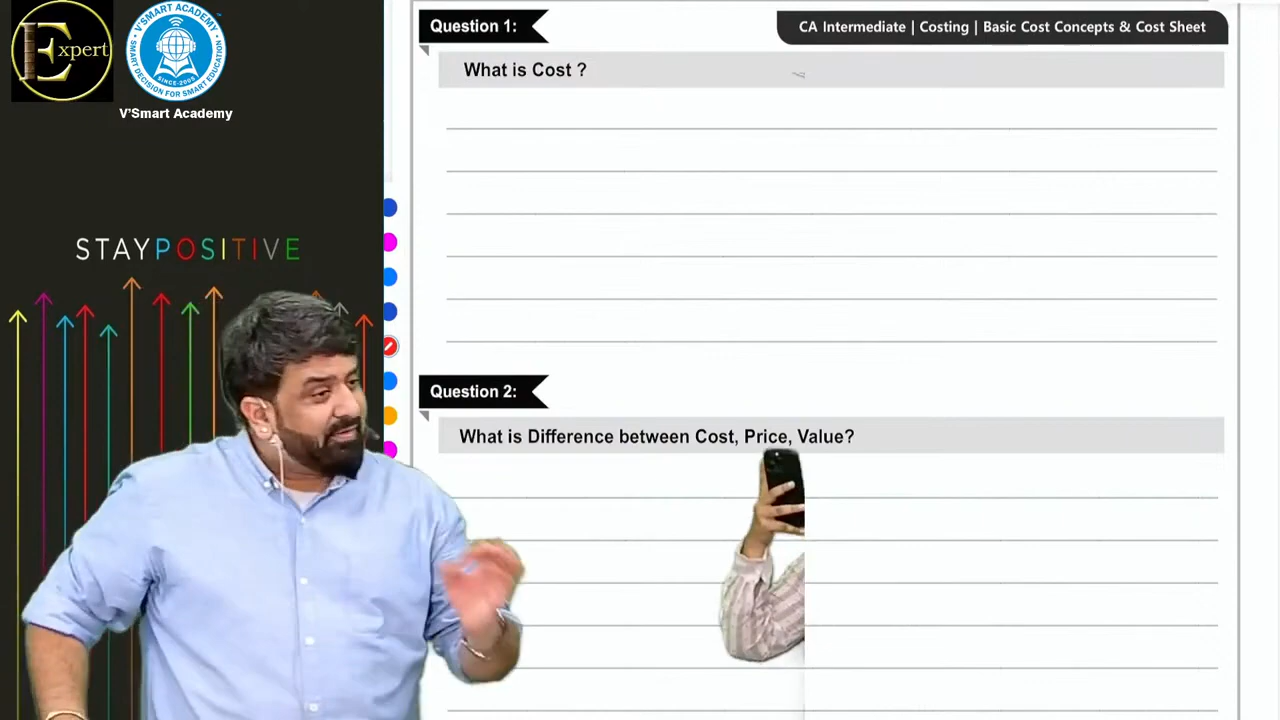 Expert
V'SMART ACADEMY
SMART DECISION FOR SMART EDUCATION
SINCE-2005
V'Smart Academy
STAYPOSITIVE
Question 1:
CA Intermediate | Costing | Basic Cost Concepts & Cost Sheet
What is Cost ?
Question 2:
What is Difference between Cost, Price, Value?